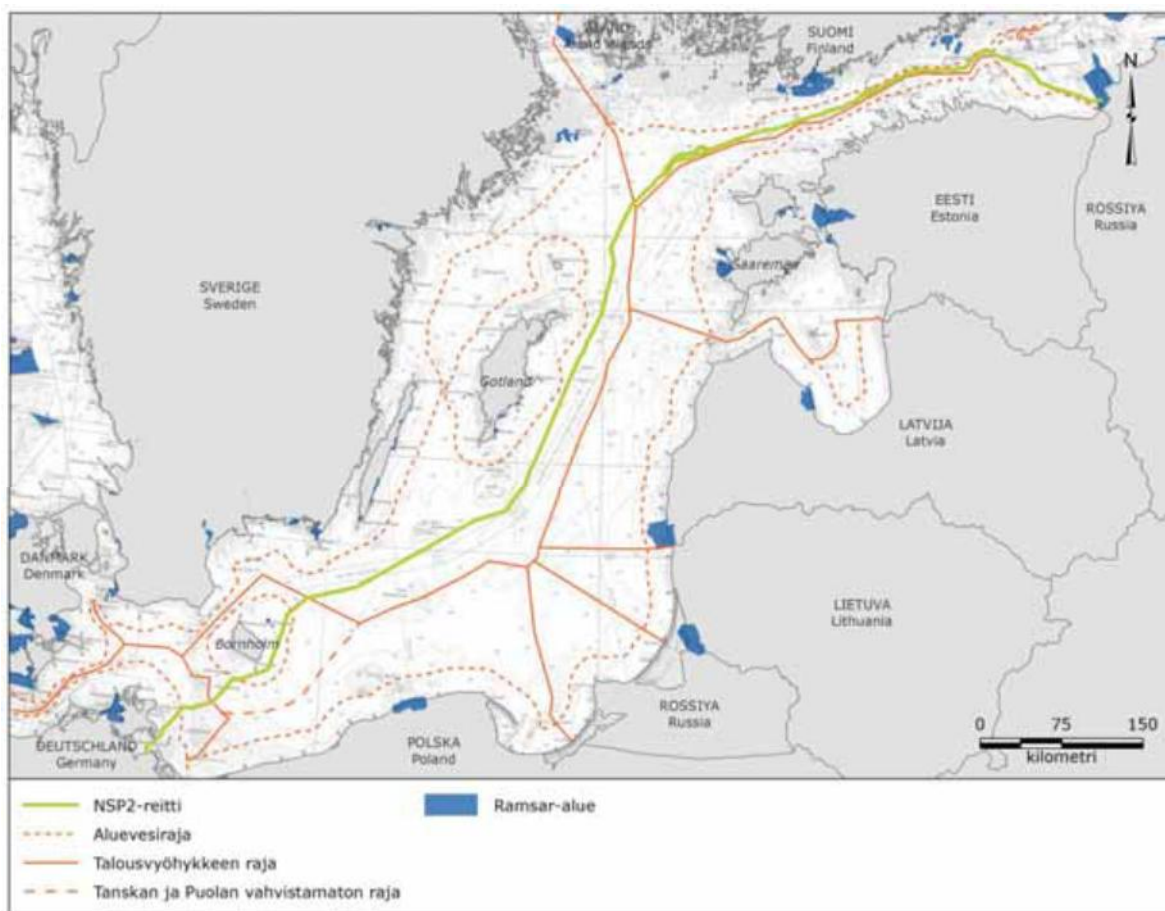 SUOMI
Finland
N
EESTI
Estonia
ROSSIYA
Russia
Saaremaa
SVERIGE
Sweden
Gotland
LATVIJA
Latvia
DANMARK
Denmark
LIETUVA
Lithuania
Bornholm
ROSSIYA
Russia
DEUTSCHLAND
Germany
POLSKA
Poland
0 75 150
kilometri
NSP2-reitti
Ramsar-alue
Aluevesiraja
Talousvyöhykkeen raja
Tanskan ja Puolan vahvistamaton raja